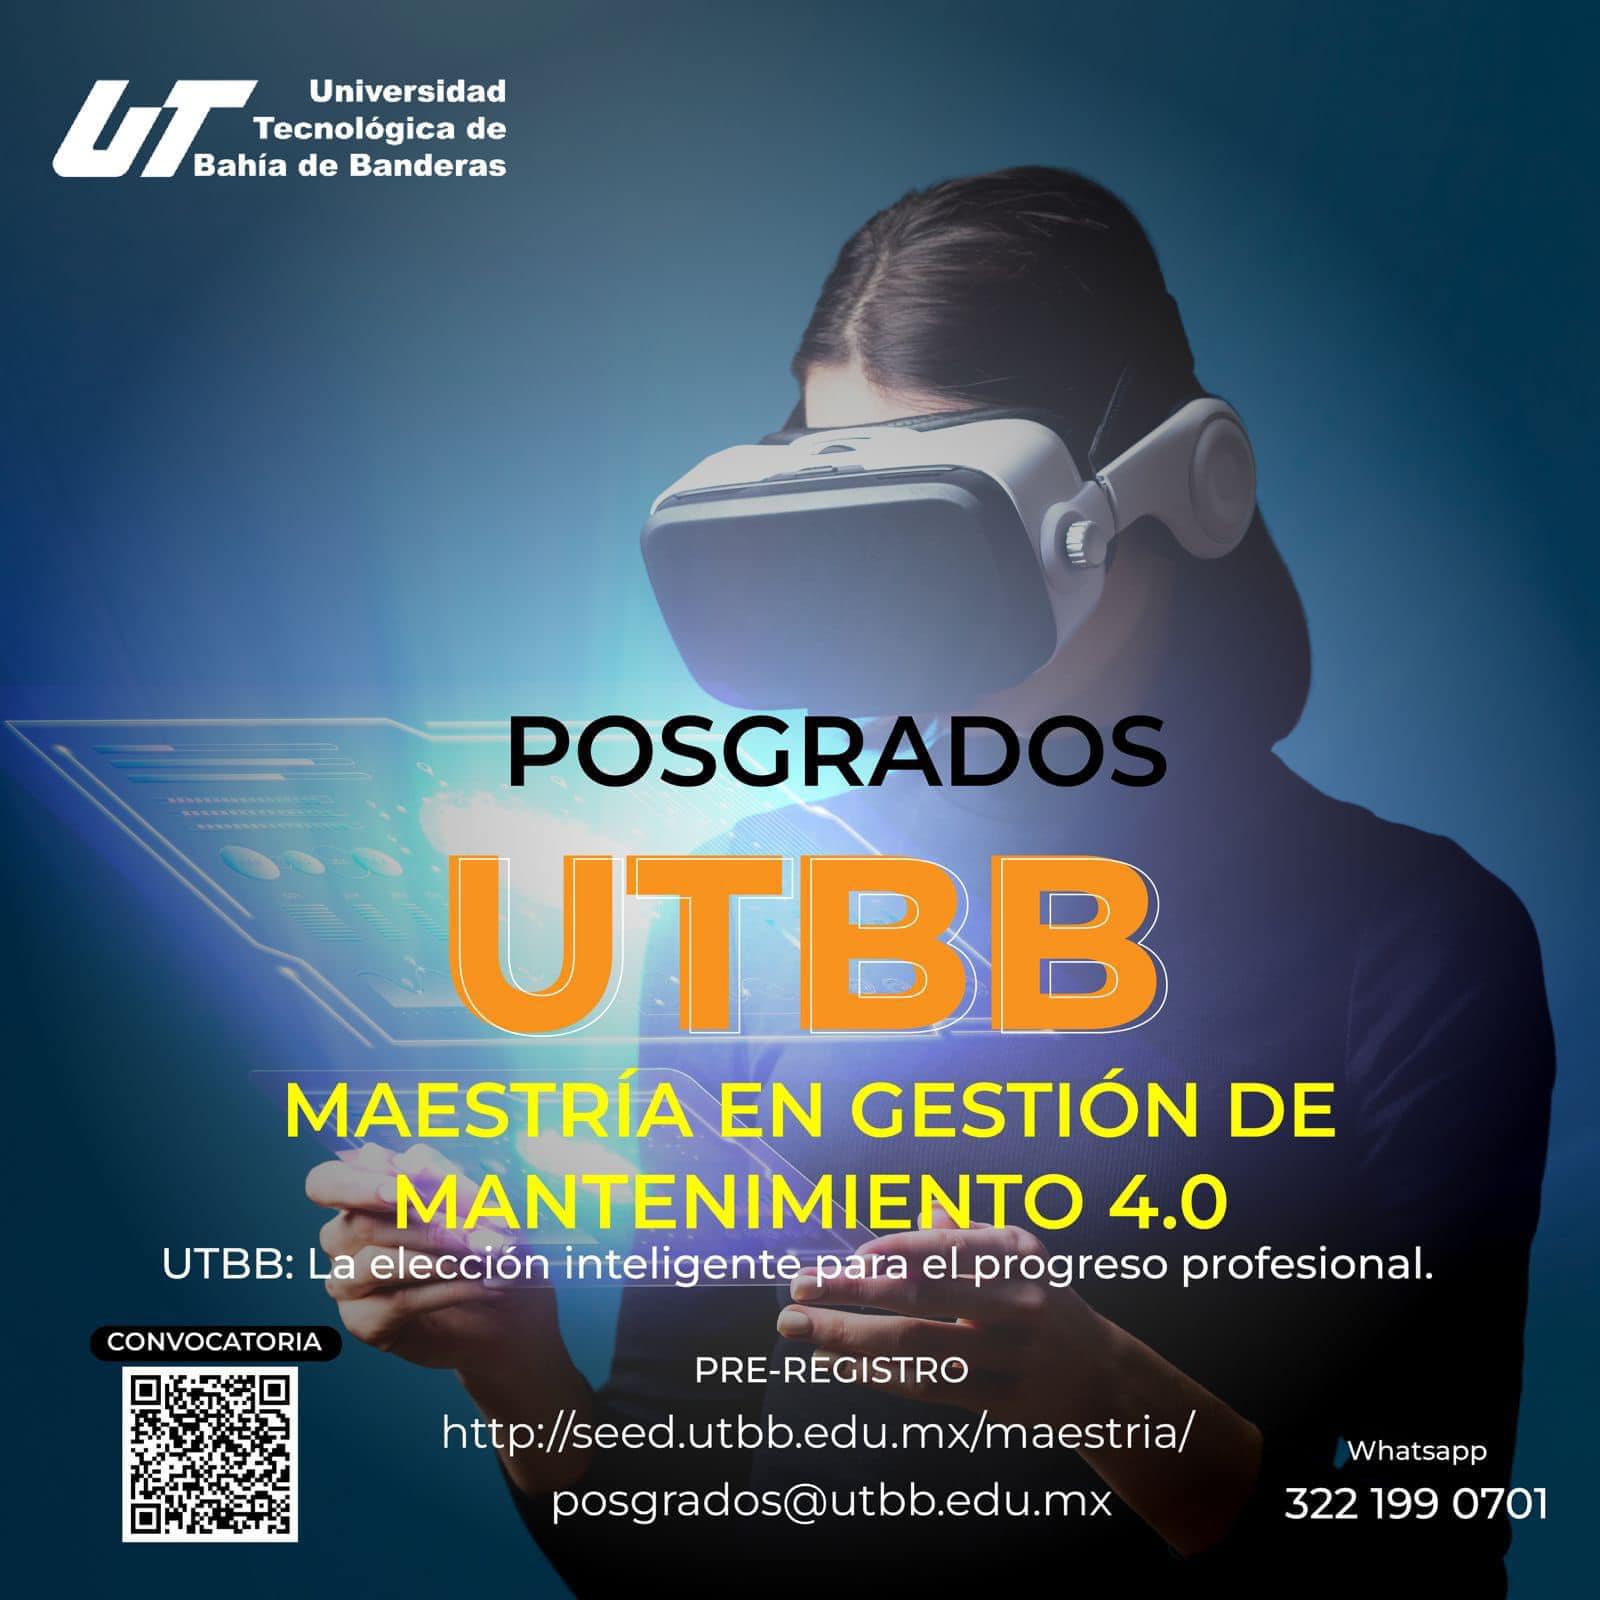 UT
Universidad
Tecnológica de
Bahía de Banderas
POSGRADOS
UTBB
MAESTRÍA EN GESTIÓN DE
MANTENIMIENTO 4.0
UTBB: La elección inteligente para el progreso profesional.
CONVOCATORIA
PRE-REGISTRO
http://seed.utbb.edu.mx/maestria/
posgrados@utbb.edu.mx
Whatsapp
322 199 0701